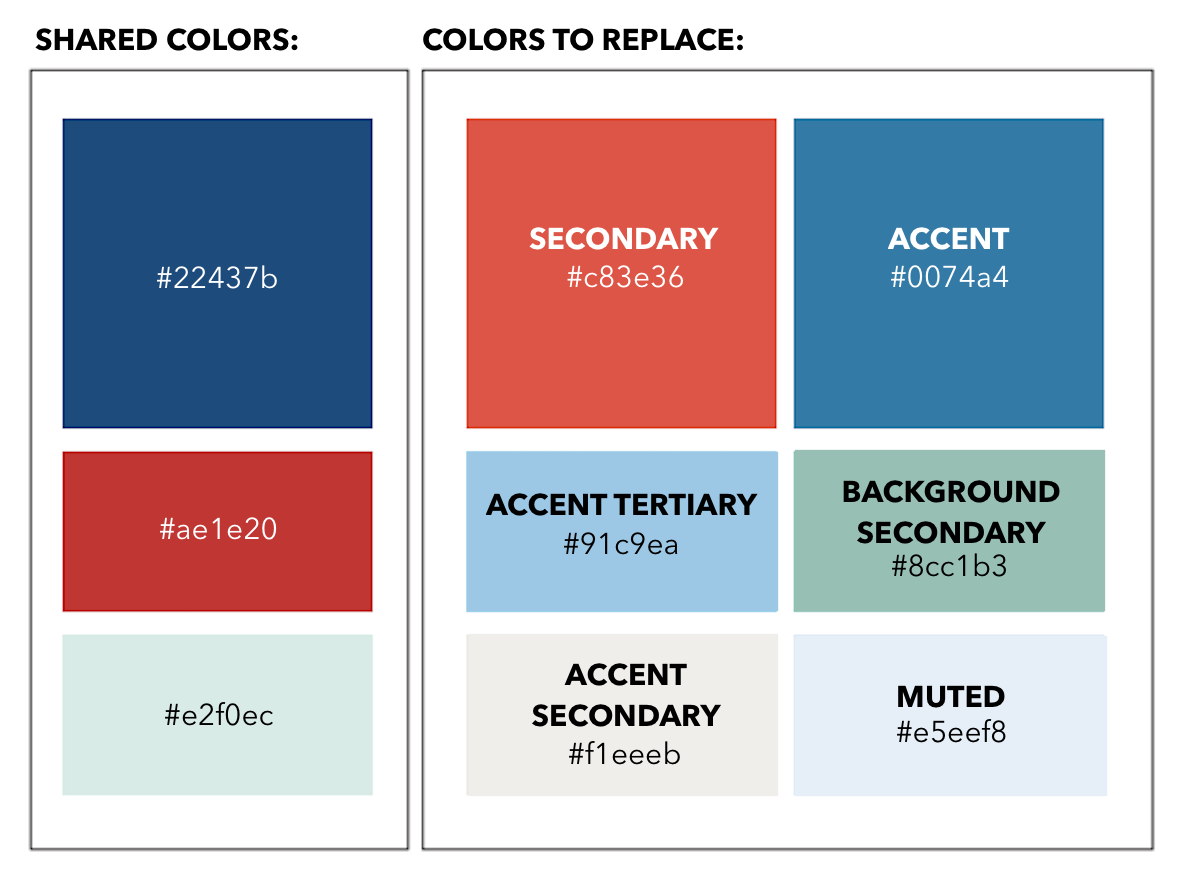 SHARED COLORS:
#22437b
#ae1e20
#e2f0ec
COLORS TO REPLACE:
SECONDARY
#c83e36
ACCENT
#0074a4
ACCENT TERTIARY
#91c9ea
BACKGROUND
SECONDARY
#8cc1b3
ACCENT
SECONDARY
#f1eeeb
MUTED
#e5eef8